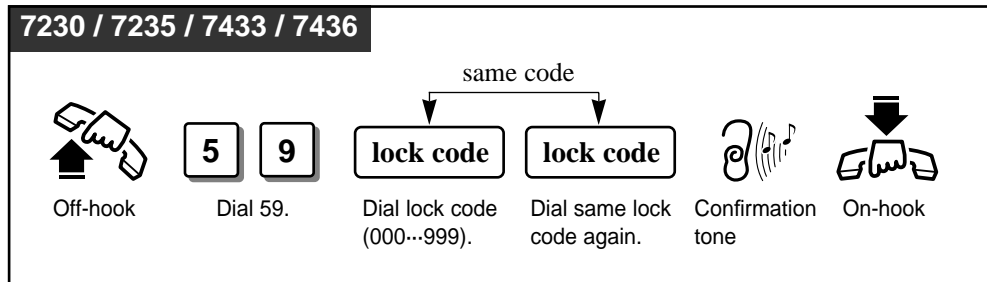 7230 / 7235 / 7433 / 7436
same code
5 9 lock code lock code
Off-hook Dial 59. Dial lock code Dial same lock Confirmation On-hook
(000···999). code again. tone